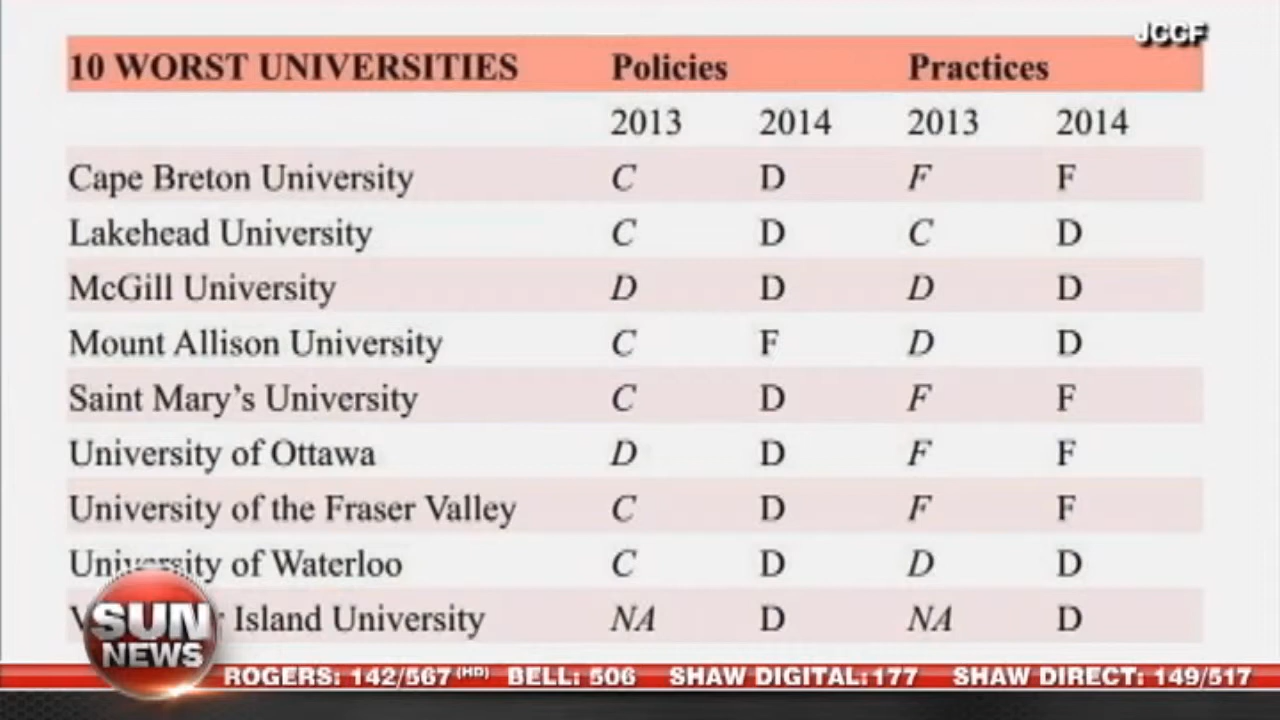 JCCF
10 WORST UNIVERSITIES Policies Practices
2013 2014 2013 2014
Cape Breton University C D F F
Lakehead University C D C D
McGill University D D D D
Mount Allison University C F D D
Saint Mary's University C D F F
University of Ottawa D D F F
University of the Fraser Valley C D F F
University of Waterloo C D D D
Island University NA D NA D
SUN
NEWS
ROGERS: 142/567 (HD) BELL: 506 SHAW DIGITAL: 177 SHAW DIRECT: 149/517